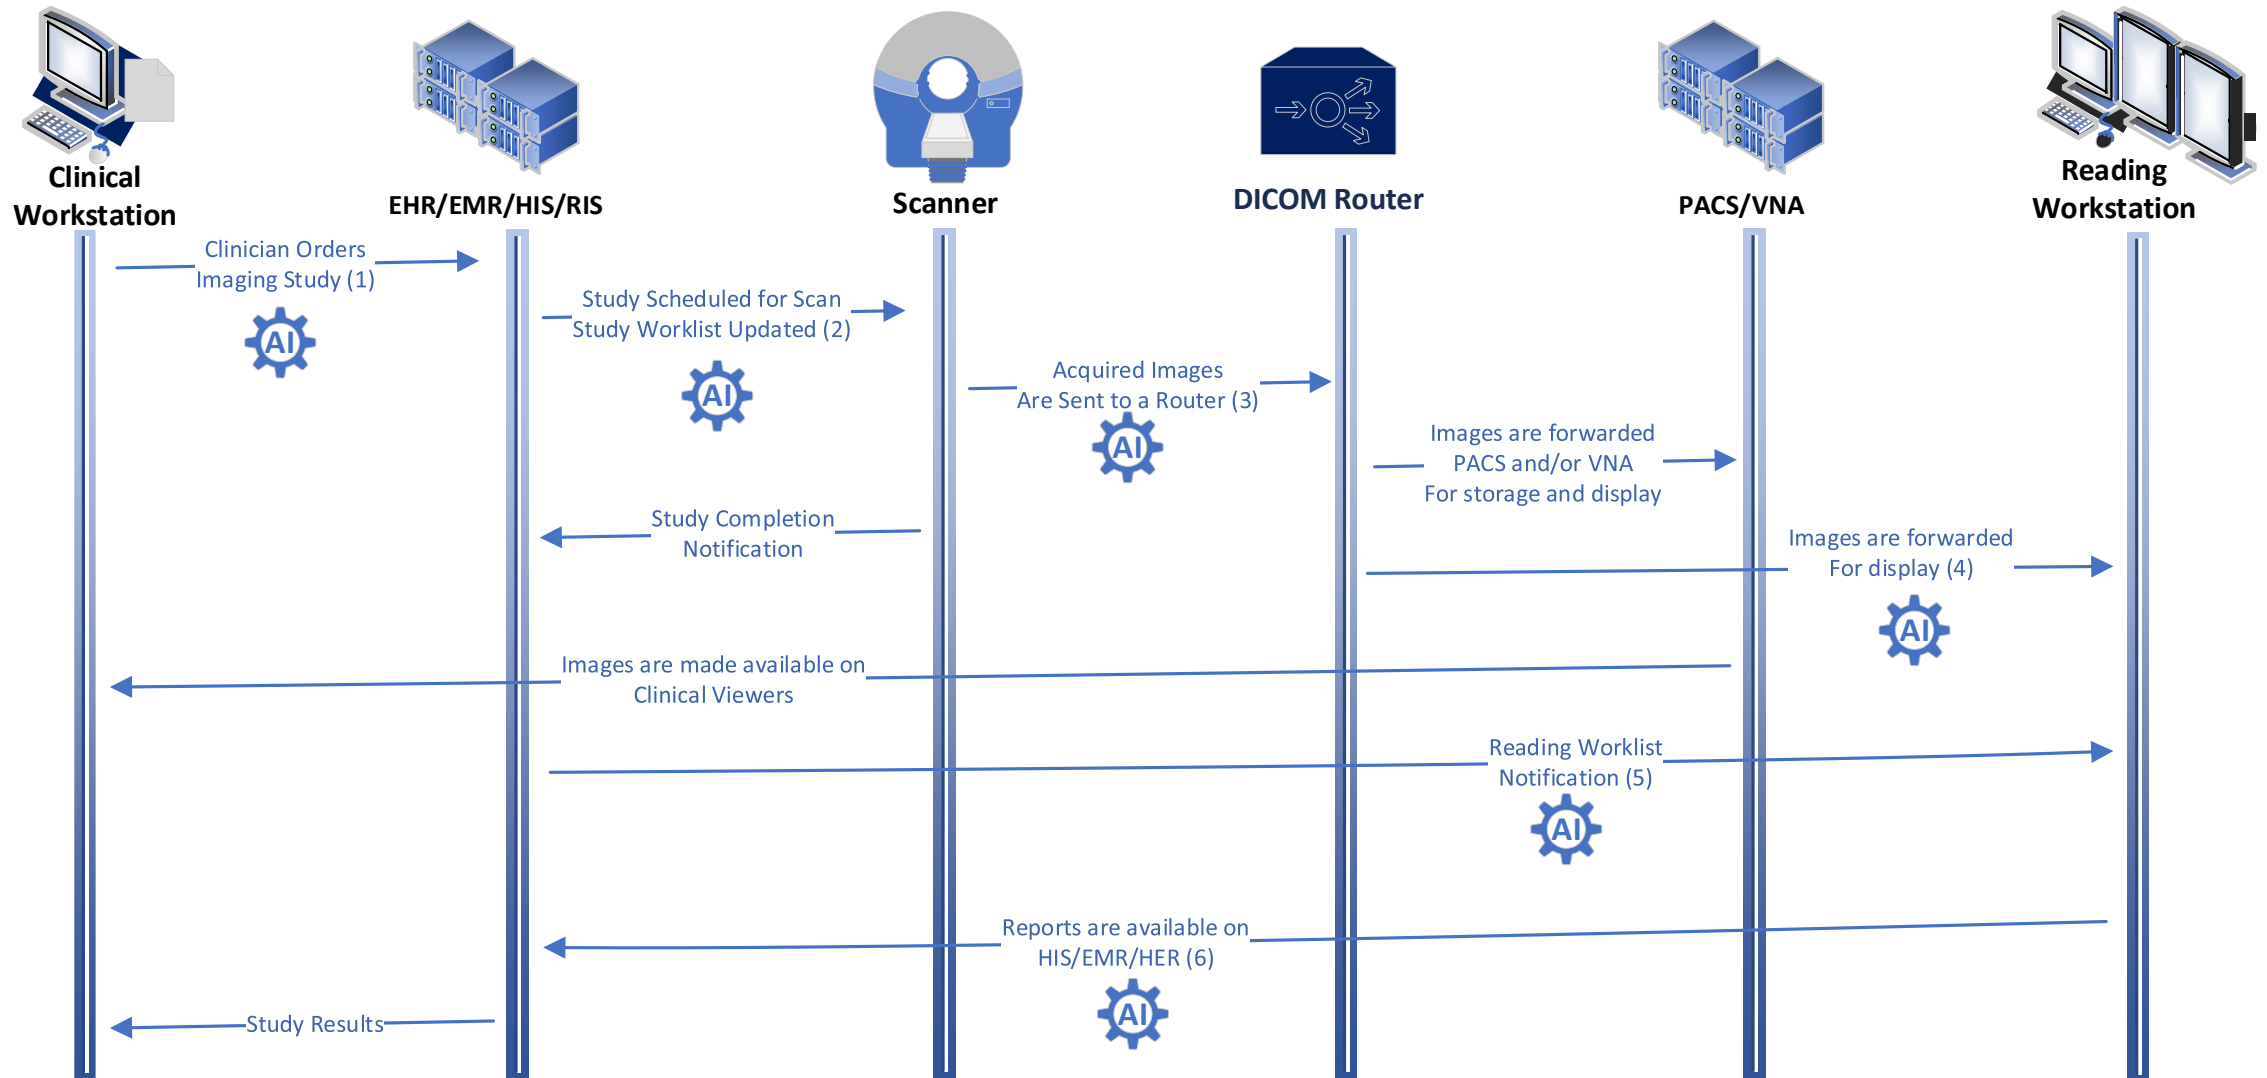 Clinical
Workstation
EHR/EMR/HIS/RIS
Scanner
DICOM Router
PACS/VNA
Reading
Workstation
Clinician Orders
Imaging Study (1)
AI
Study Scheduled for Scan
Study Worklist Updated (2)
AI
Acquired Images
Are Sent to a Router (3)
AI
Images are forwarded
PACS and/or VNA
For storage and display
Study Completion
Notification
Images are forwarded
For display (4)
AI
Images are made available on
Clinical Viewers
Reading Worklist
Notification (5)
AI
Reports are available on
HIS/EMR/HER (6)
AI
Study Results